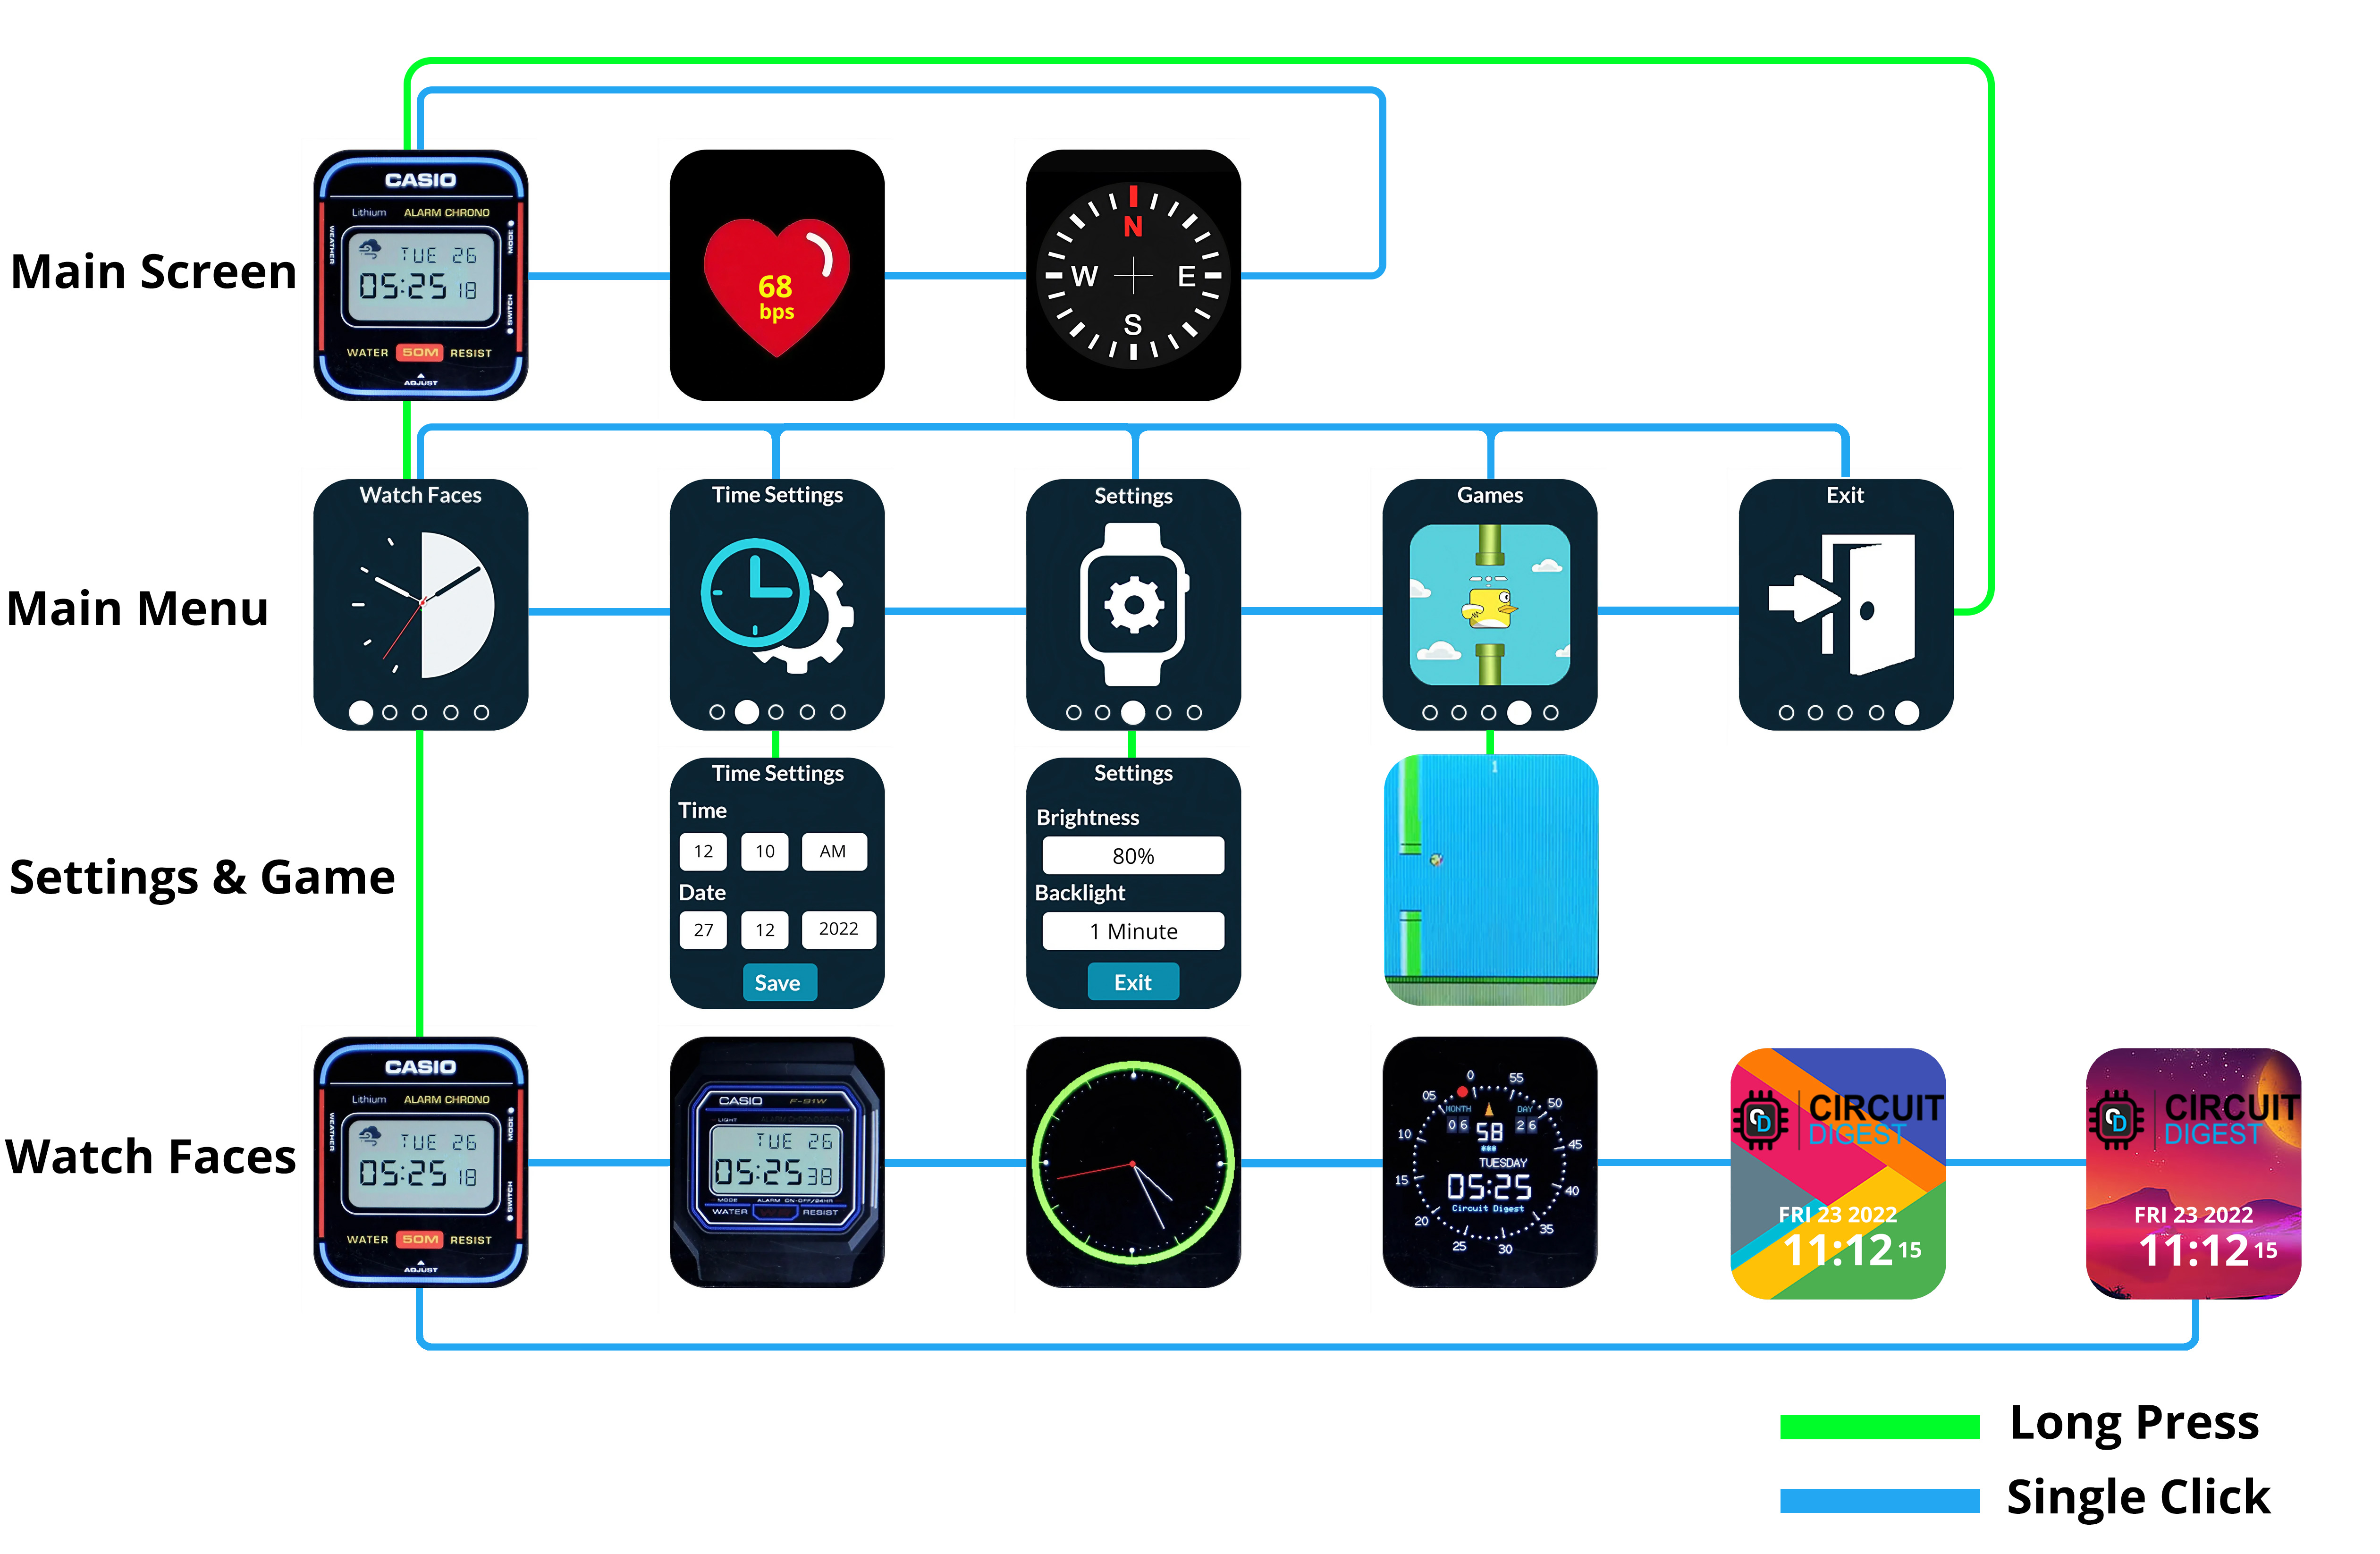 Main Screen
CASIO
Lithium ALARM CHRONO
WEATHER
MODE
TUE 26
05:25 18
SWITCH
WATER 50M RESIST
ADJUST
68
bps
N
W E
S
Main Menu
Watch Faces
Time Settings
Settings
Games
Exit
Settings & Game
Time Settings
Time
12 10 AM
Date
27 12 2022
Save
Settings
Brightness
80%
Backlight
1 Minute
Exit
1
Watch Faces
CASIO
Lithium ALARM CHRONO
WEATHER
MODE
TUE 26
05:25 18
SWITCH
WATER 50M RESIST
ADJUST
CASIO F-91W
LIGHT
TUE 26
05:25 38
MODE ALARM ON·OFF/24HR
WATER RESIST
0 55
05 50
MONTH DAY
06 58 26
10 45
TUESDAY
15 05:25 40
Circuit Digest
20 35
25 30
CD CIRCUIT
DIGEST
FRI 23 2022
11:12 15
CD CIRCUIT
DIGEST
FRI 23 2022
11:12 15
Long Press
Single Click